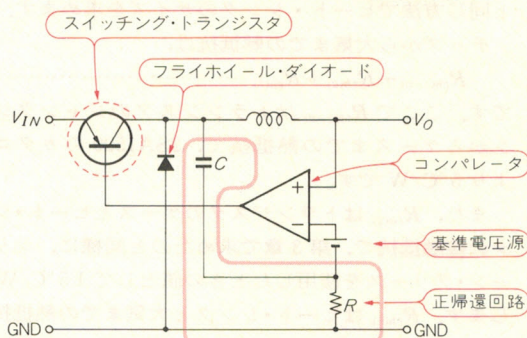 スイッチング・トランジスタ
フライホイール・ダイオード
V_IN
V_O
C
コンパレータ
+
−
基準電圧源
R
正帰還回路
GND
GND